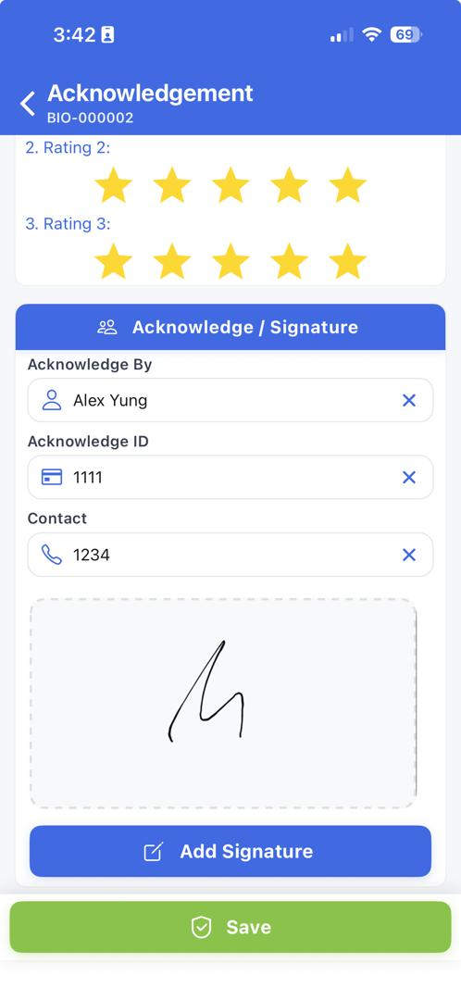 3:42
69
Acknowledgement
BIO-000002
2. Rating 2:
3. Rating 3:
Acknowledge / Signature
Acknowledge By
Alex Yung
Acknowledge ID
1111
Contact
1234
Add Signature
Save